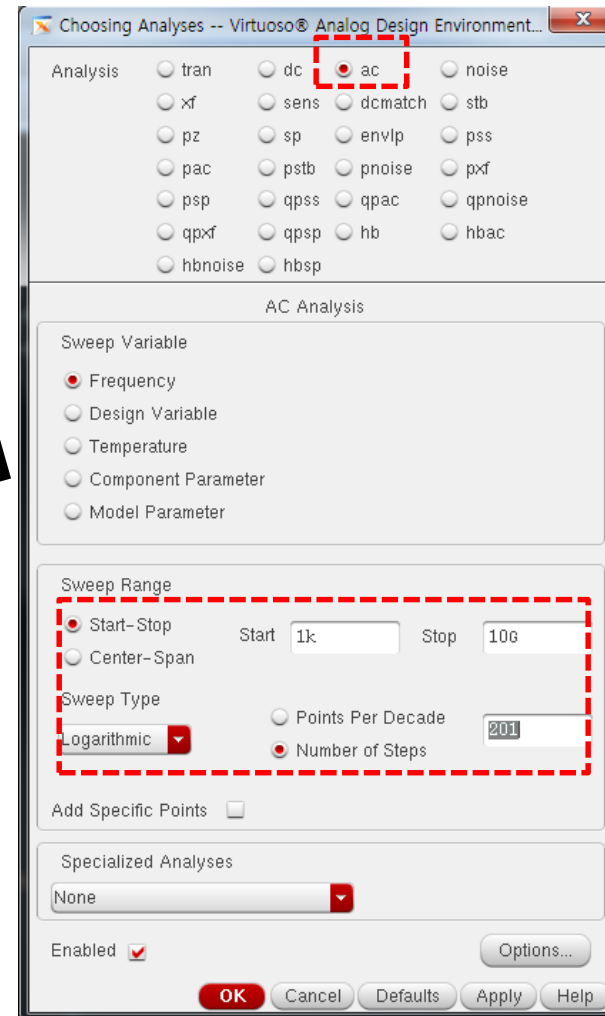 Choosing Analyses -- Virtuoso® Analog Design Environment...
Analysis tran dc ac noise
xf sens dcmatch stb
pz sp envlp pss
pac pstb pnoise pxf
psp qpss qpac qpnoise
qpxf qpsp hb hbac
hbnoise hbsp
AC Analysis
Sweep Variable
Frequency
Design Variable
Temperature
Component Parameter
Model Parameter
Sweep Range
Start-Stop Start 1k Stop 10G
Center-Span
Sweep Type
Logarithmic Points Per Decade 201
Number of Steps
Add Specific Points
Specialized Analyses
None
Enabled Options...
OK Cancel Defaults Apply Help